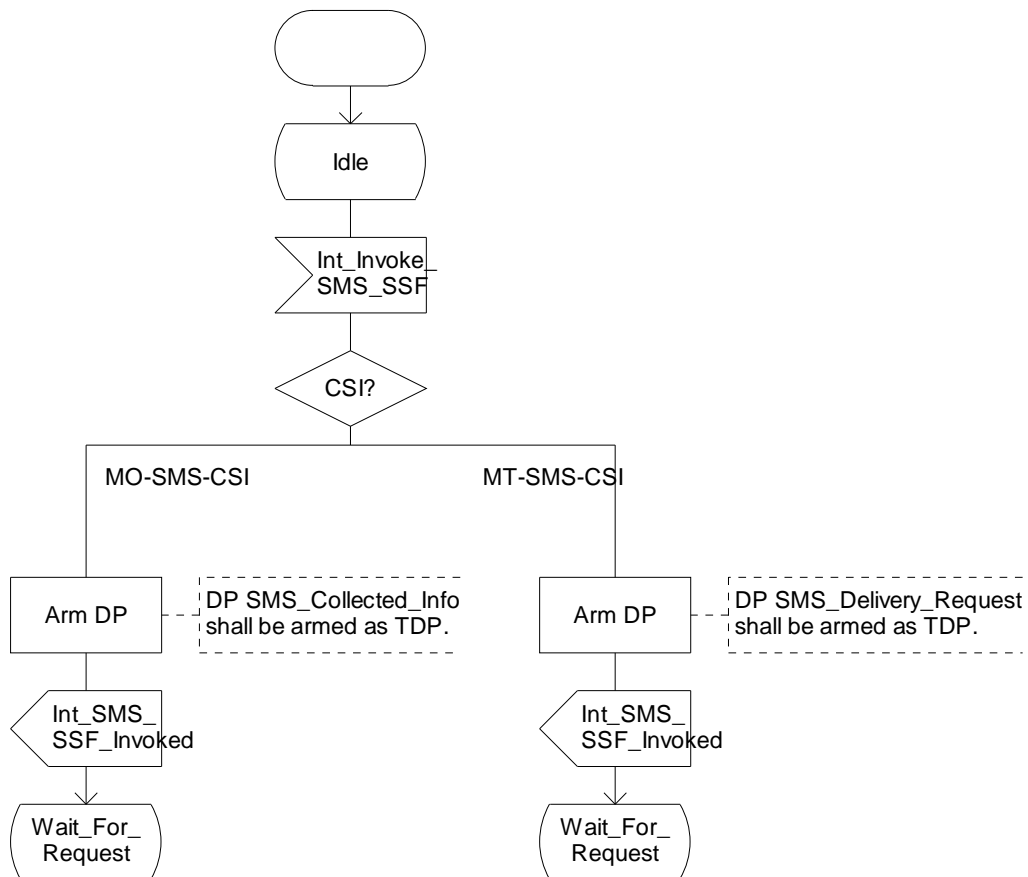 Idle
Int_Invoke_
SMS_SSF
CSI?
MO-SMS-CSI
MT-SMS-CSI
Arm DP
DP SMS_Collected_Info
shall be armed as TDP.
Arm DP
DP SMS_Delivery_Request
shall be armed as TDP.
Int_SMS_
SSF_Invoked
Int_SMS_
SSF_Invoked
Wait_For_
Request
Wait_For_
Request